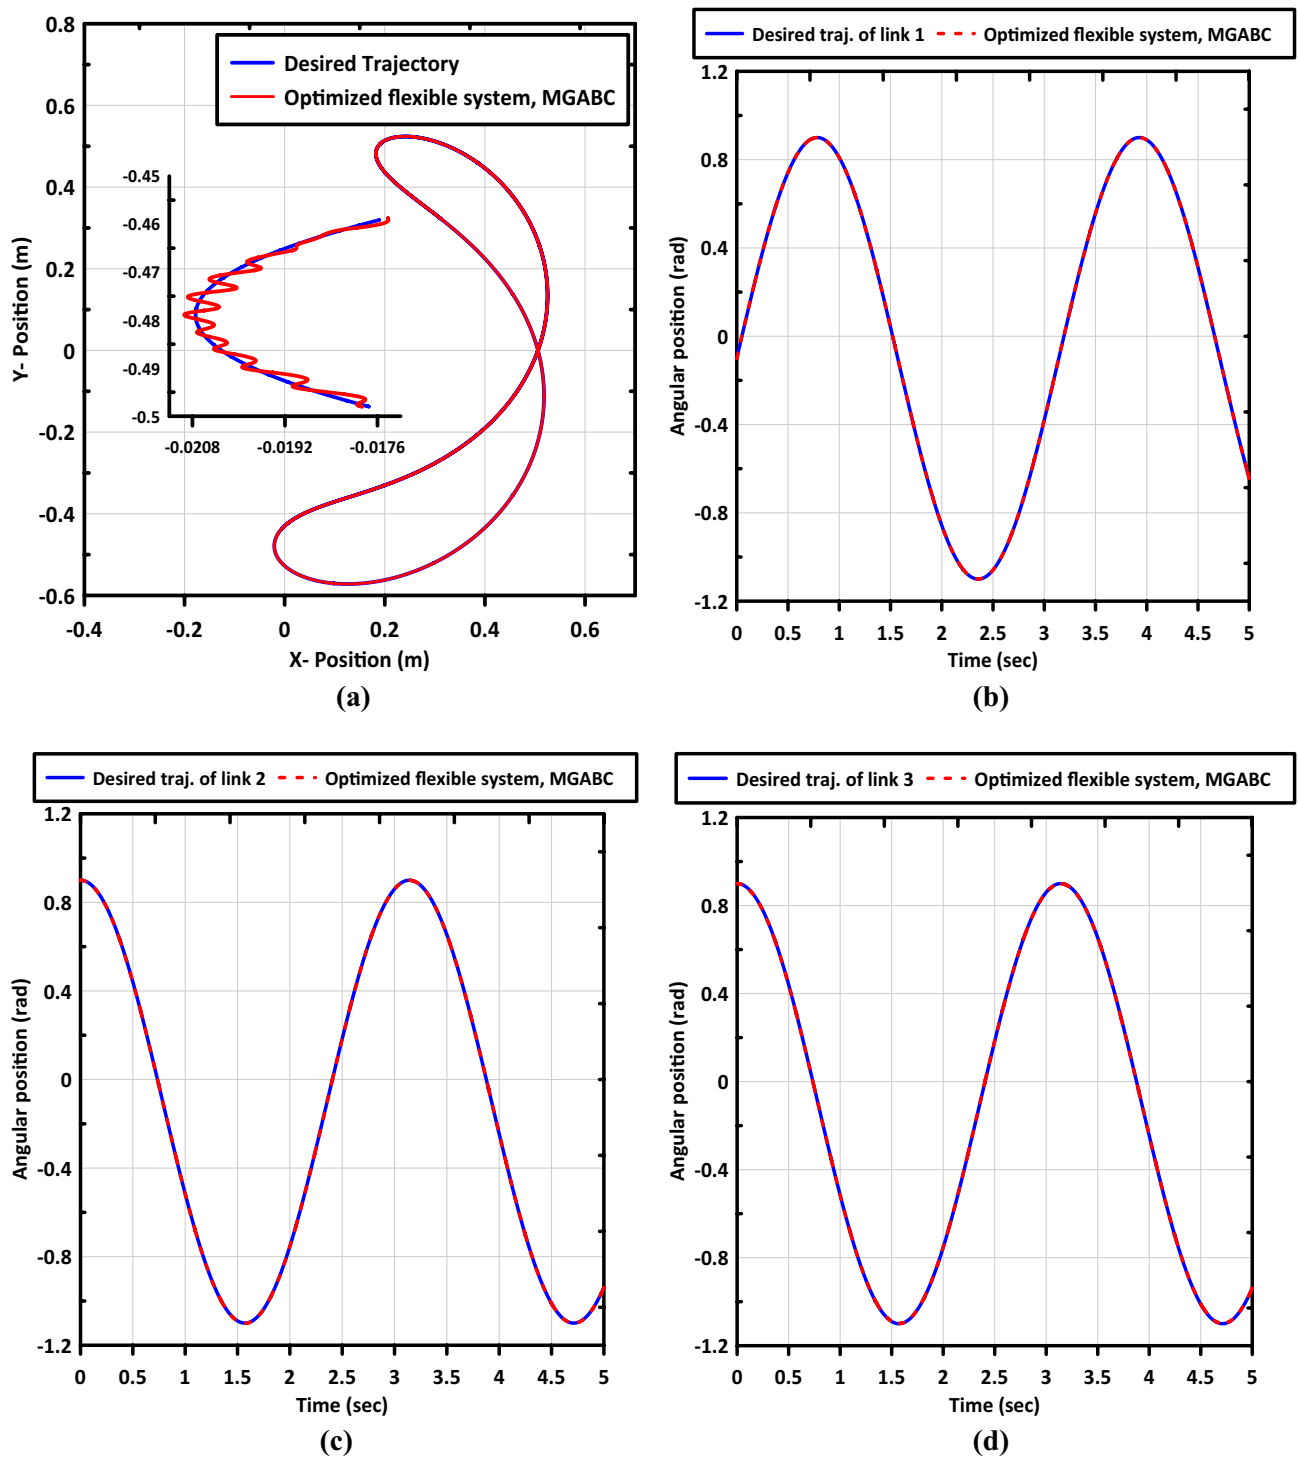 Desired Trajectory
Optimized flexible system, MGABC
0.8
0.6
0.4
0.2
0
-0.2
-0.4
-0.6
Y- Position (m)
-0.45
-0.46
-0.47
-0.48
-0.49
-0.5
-0.0208 -0.0192 -0.0176
-0.4 -0.2 0 0.2 0.4 0.6
X- Position (m)
(a)
Desired traj. of link 1 Optimized flexible system, MGABC
1.2
0.8
0.4
0
-0.4
-0.8
-1.2
Angular position (rad)
0 0.5 1 1.5 2 2.5 3 3.5 4 4.5 5
Time (sec)
(b)
Desired traj. of link 2 Optimized flexible system, MGABC
1.2
0.8
0.4
0
-0.4
-0.8
-1.2
Angular position (rad)
0 0.5 1 1.5 2 2.5 3 3.5 4 4.5 5
Time (sec)
(c)
Desired traj. of link 3 Optimized flexible system, MGABC
1.2
0.8
0.4
0
-0.4
-0.8
-1.2
Angular position (rad)
0 0.5 1 1.5 2 2.5 3 3.5 4 4.5 5
Time (sec)
(d)